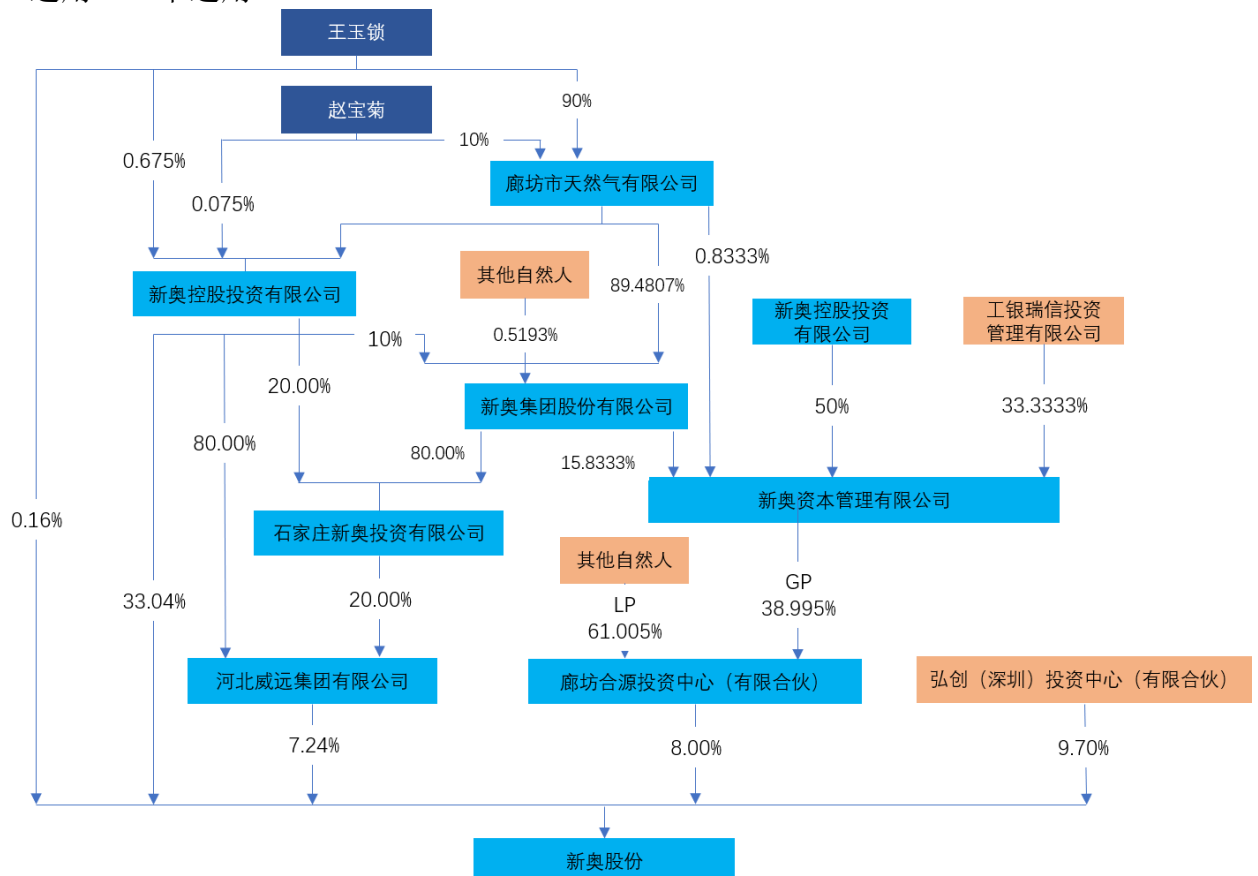 王玉锁
赵宝菊
90%
10%
0.675%
廊坊市天然气有限公司
0.075%
0.8333%
其他自然人
89.4807%
新奥控股投资有限公司
新奥控股投资
有限公司
工银瑞信投资
管理有限公司
10%
0.5193%
20.00%
新奥集团股份有限公司
50%
33.3333%
80.00%
80.00%
15.8333%
新奥资本管理有限公司
0.16%
石家庄新奥投资有限公司
其他自然人
GP
38.995%
33.04%
20.00%
LP
61.005%
河北威远集团有限公司
廊坊合源投资中心（有限合伙）
弘创（深圳）投资中心（有限合伙）
7.24%
8.00%
9.70%
新奥股份